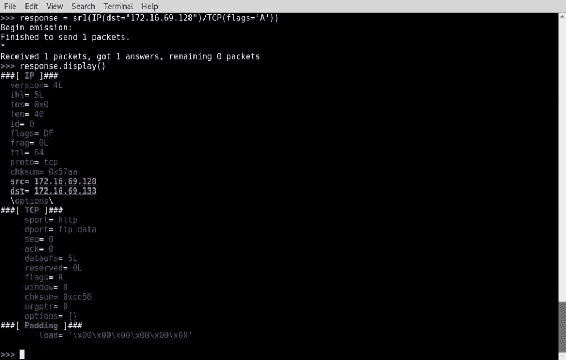 File Edit View Search Terminal Help
>>> response = sr1(IP(dst="172.16.69.128")/TCP(flags='A'))
Begin emission:
Finished to send 1 packets.
*
Received 1 packets, got 1 answers, remaining 0 packets
>>> response.display()
###[ IP ]###
version= 4L
ihl= 5L
tos= 0x0
len= 40
id= 0
flags= DF
frag= 0L
ttl= 64
proto= tcp
chksum= 0x57aa
src= 172.16.69.128
dst= 172.16.69.133
\options\
###[ TCP ]###
sport= http
dport= ftp_data
seq= 0
ack= 0
dataofs= 5L
reserved= 0L
flags= R
window= 0
chksum= 0xcc56
urgptr= 0
options= {}
###[ Padding ]###
load= '\x00\x00\x00\x00\x00\x00'
>>>